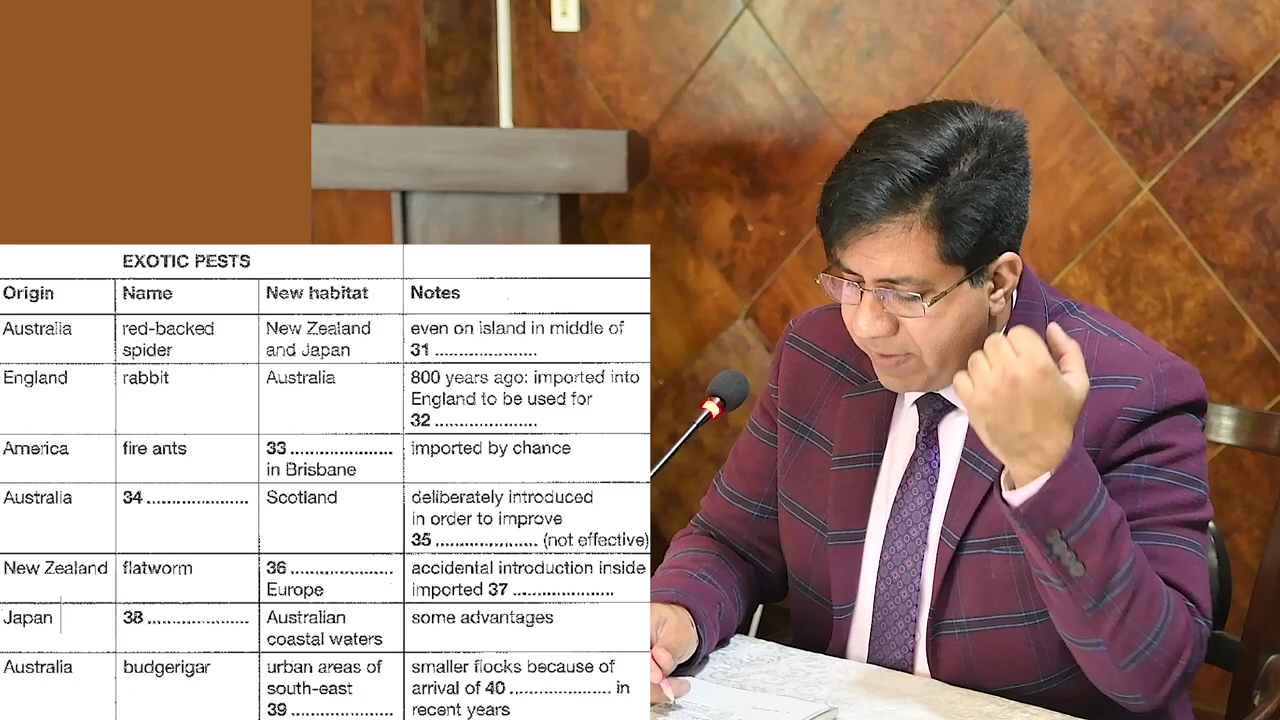 EXOTIC PESTS
Origin Name New habitat Notes
Australia red-backed spider New Zealand and Japan even on island in middle of 31 .....................
England rabbit Australia 800 years ago: imported into England to be used for 32 .....................
America fire ants 33 ..................... in Brisbane imported by chance
Australia 34 ..................... Scotland deliberately introduced in order to improve 35 ..................... (not effective)
New Zealand flatworm 36 ..................... Europe accidental introduction inside imported 37 .....................
Japan 38 ..................... Australian coastal waters some advantages
Australia budgerigar urban areas of south-east 39 ..................... smaller flocks because of arrival of 40 ..................... in recent years